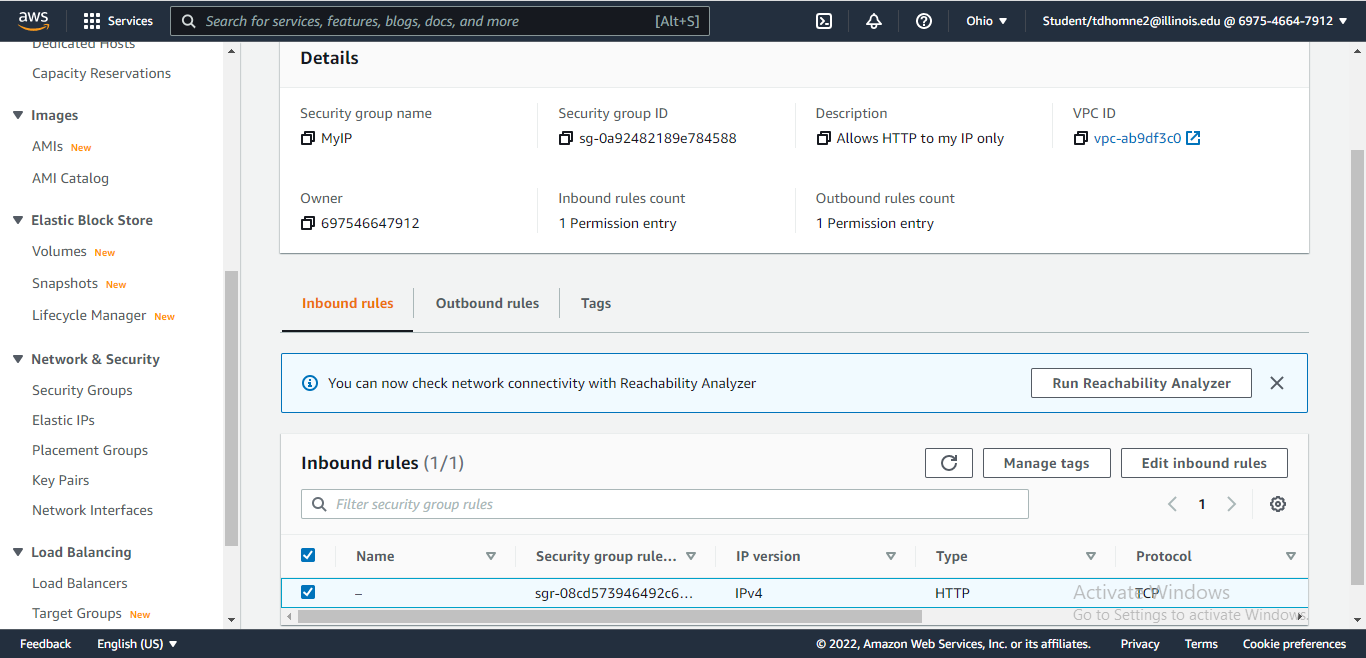 aws Services Search for services, features, blogs, docs, and more [Alt+S] Ohio ▼ Student/tdhomne2@illinois.edu @ 6975-4664-7912 ▼
Dedicated Hosts
Capacity Reservations
Images
AMIs New
AMI Catalog
Elastic Block Store
Volumes New
Snapshots New
Lifecycle Manager New
Network & Security
Security Groups
Elastic IPs
Placement Groups
Key Pairs
Network Interfaces
Load Balancing
Load Balancers
Target Groups New
Details
Security group name
MyIP
Security group ID
sg-0a92482189e784588
Description
Allows HTTP to my IP only
VPC ID
vpc-ab9df3c0
Owner
697546647912
Inbound rules count
1 Permission entry
Outbound rules count
1 Permission entry
Inbound rules Outbound rules Tags
You can now check network connectivity with Reachability Analyzer Run Reachability Analyzer
Inbound rules (1/1) Manage tags Edit inbound rules
Filter security group rules 1
Name Security group rule... IP version Type Protocol
– sgr-08cd573946492c6... IPv4 HTTP TCP
Activate Windows
Go to Settings to activate Windows.
Feedback English (US) ▼ © 2022, Amazon Web Services, Inc. or its affiliates. Privacy Terms Cookie preferences